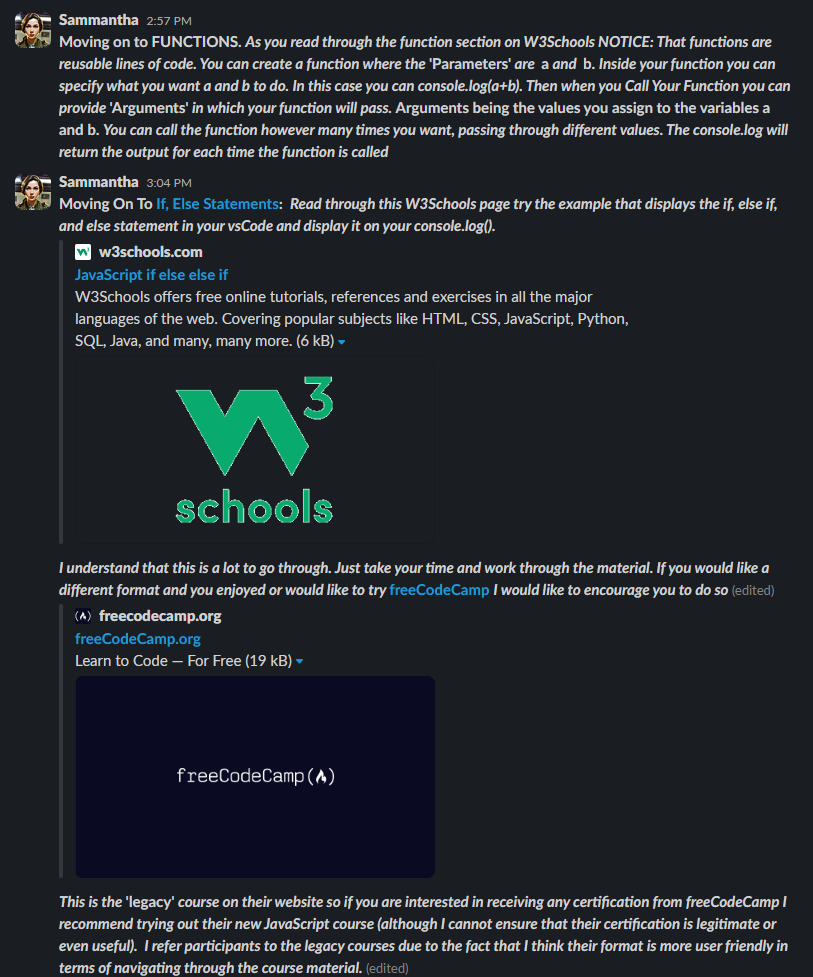 Sammantha 2:57 PM
Moving on to FUNCTIONS. As you read through the function section on W3Schools NOTICE: That functions are
reusable lines of code. You can create a function where the 'Parameters' are a and b. Inside your function you can
specify what you want a and b to do. In this case you can console.log(a+b). Then when you Call Your Function you can
provide 'Arguments' in which your function will pass. Arguments being the values you assign to the variables a
and b. You can call the function however many times you want, passing through different values. The console.log will
return the output for each time the function is called
Sammantha 3:04 PM
Moving On To If, Else Statements: Read through this W3Schools page try the example that displays the if, else if,
and else statement in your vsCode and display it on your console.log().
w3schools.com
JavaScript if else else if
W3Schools offers free online tutorials, references and exercises in all the major
languages of the web. Covering popular subjects like HTML, CSS, JavaScript, Python,
SQL, Java, and many, many more. (6 kB)
W3
schools
I understand that this is a lot to go through. Just take your time and work through the material. If you would like a
different format and you enjoyed or would like to try freeCodeCamp I would like to encourage you to do so (edited)
freecodecamp.org
freeCodeCamp.org
Learn to Code — For Free (19 kB)
freeCodeCamp
This is the 'legacy' course on their website so if you are interested in receiving any certification from freeCodeCamp I
recommend trying out their new JavaScript course (although I cannot ensure that their certification is legitimate or
even useful). I refer participants to the legacy courses due to the fact that I think their format is more user friendly in
terms of navigating through the course material. (edited)